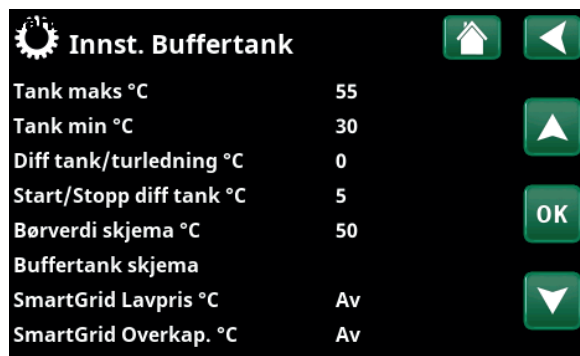 Innst. Buffertank
Tank maks °C 55
Tank min °C 30
Diff tank/turledning °C 0
Start/Stopp diff tank °C 5
Børverdi skjema °C 50
OK
Buffertank skjema
SmartGrid Lavpris °C Av
SmartGrid Overkap. °C Av